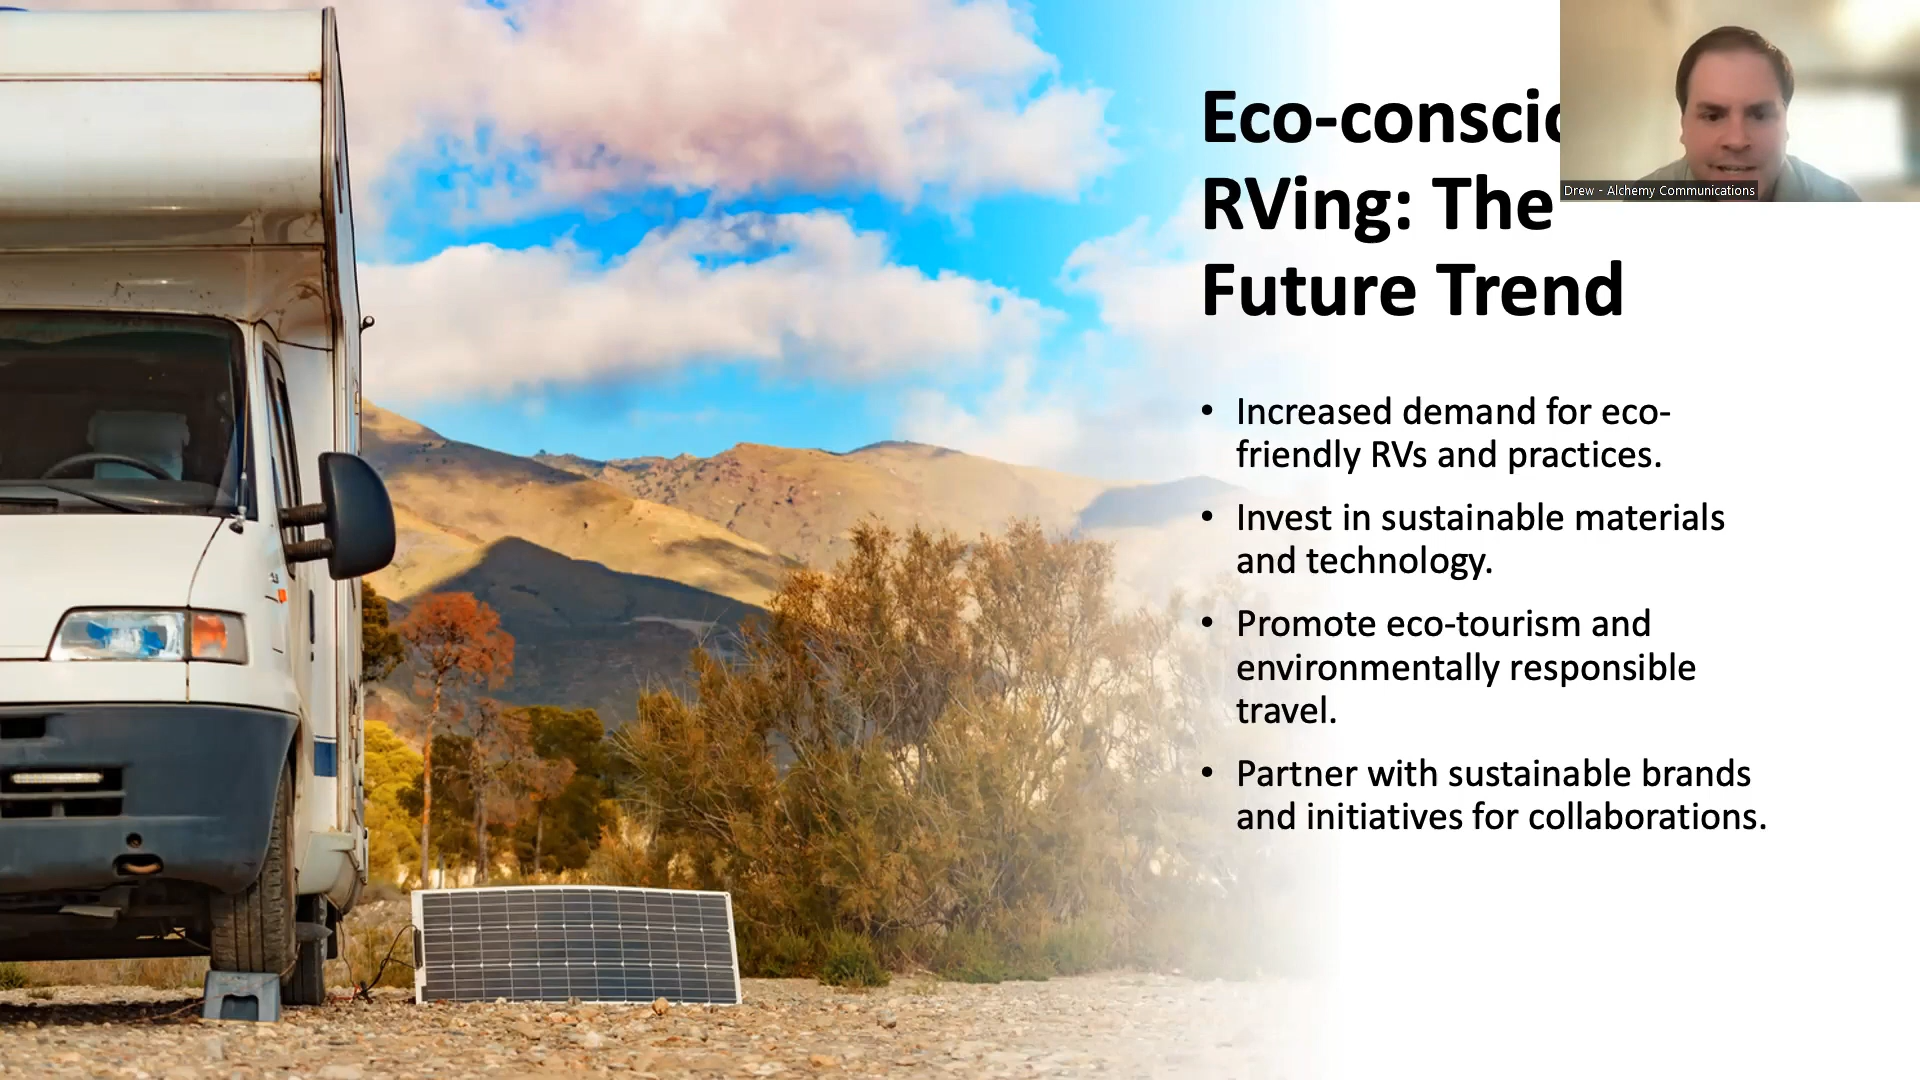 Eco-conscio
RVing: The
Future Trend
Drew - Alchemy Communications
• Increased demand for eco-
friendly RVs and practices.
• Invest in sustainable materials
and technology.
• Promote eco-tourism and
environmentally responsible
travel.
• Partner with sustainable brands
and initiatives for collaborations.